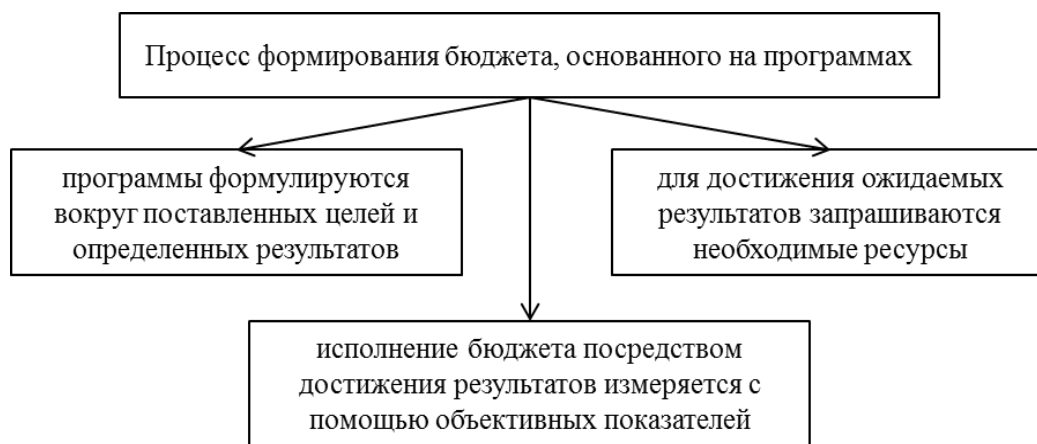 Процесс формирования бюджета, основанного на программах
программы формулируются
вокруг поставленных целей и
определенных результатов
для достижения ожидаемых
результатов запрашиваются
необходимые ресурсы
исполнение бюджета посредством
достижения результатов измеряется с
помощью объективных показателей